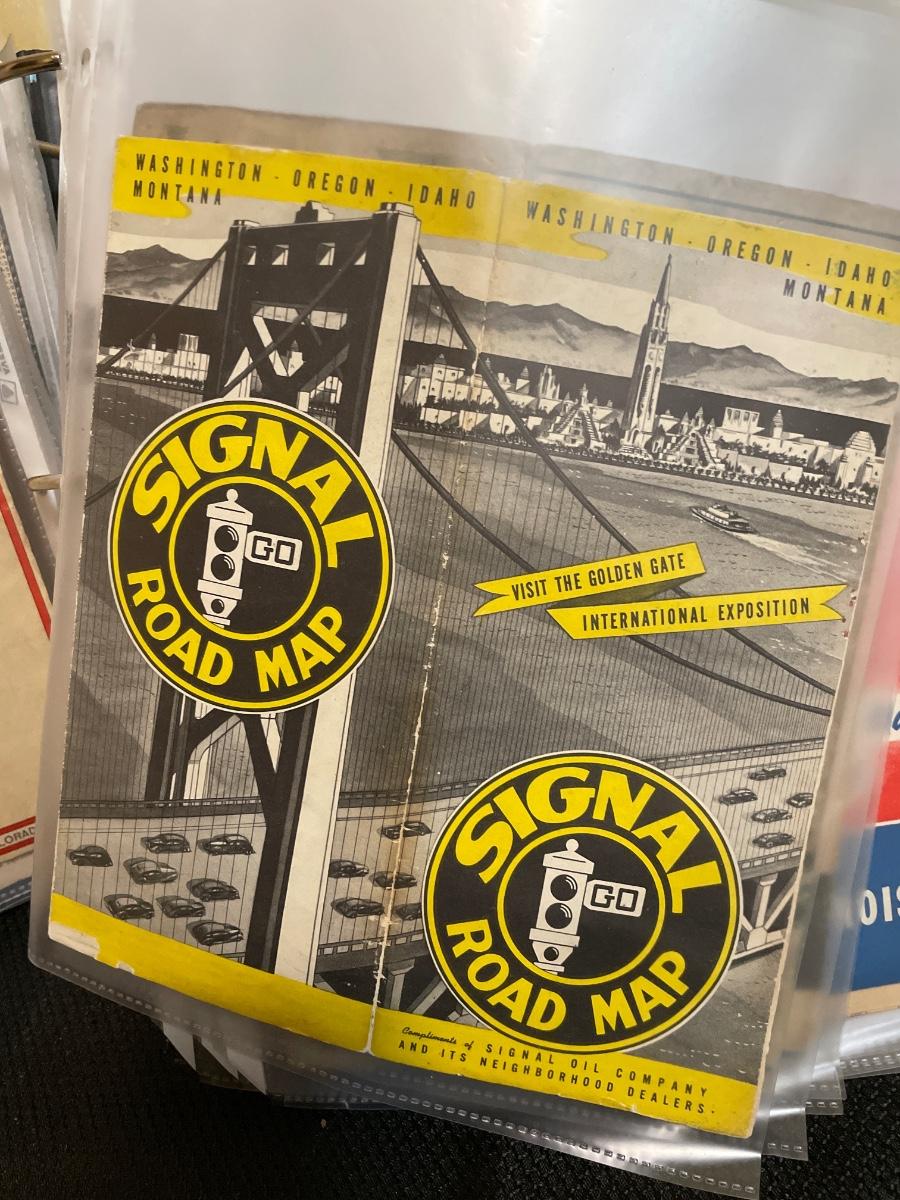 WASHINGTON - OREGON - IDAHO
MONTANA
WASHINGTON - OREGON - IDAHO
MONTANA
SIGNAL
GO
ROAD MAP
VISIT THE GOLDEN GATE
INTERNATIONAL EXPOSITION
SIGNAL
GO
ROAD MAP
Compliments of SIGNAL OIL COMPANY
AND ITS NEIGHBORHOOD DEALERS.